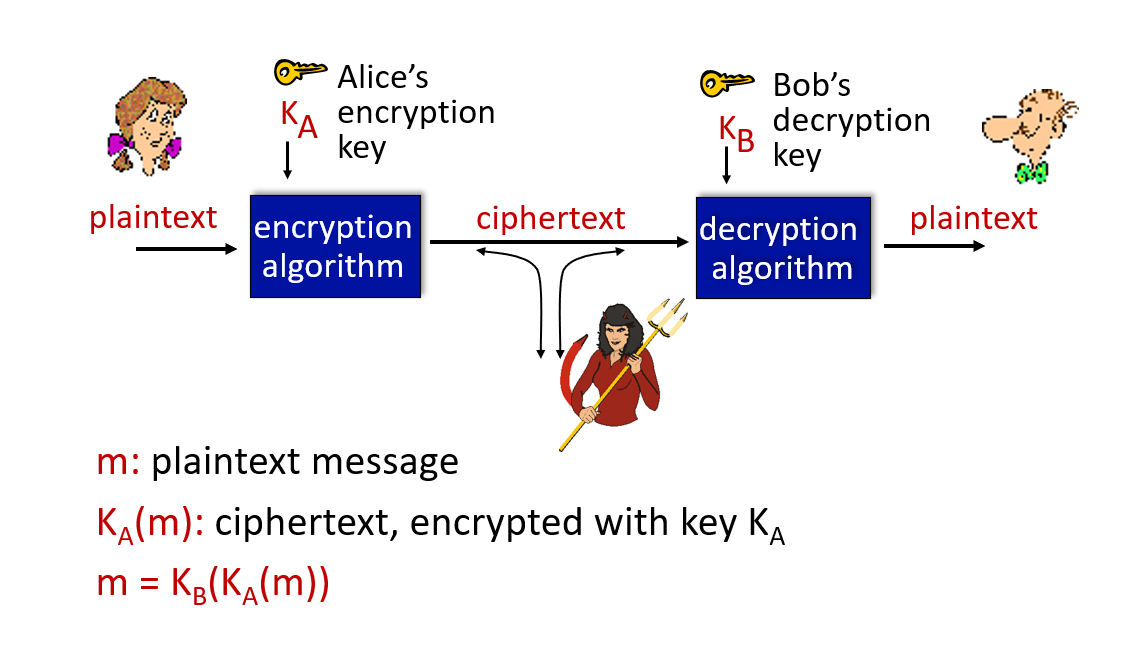 Alice's
encryption
key
K_A
Bob's
decryption
key
K_B
plaintext
encryption
algorithm
ciphertext
decryption
algorithm
plaintext
m: plaintext message
K_A(m): ciphertext, encrypted with key K_A
m = K_B(K_A(m))